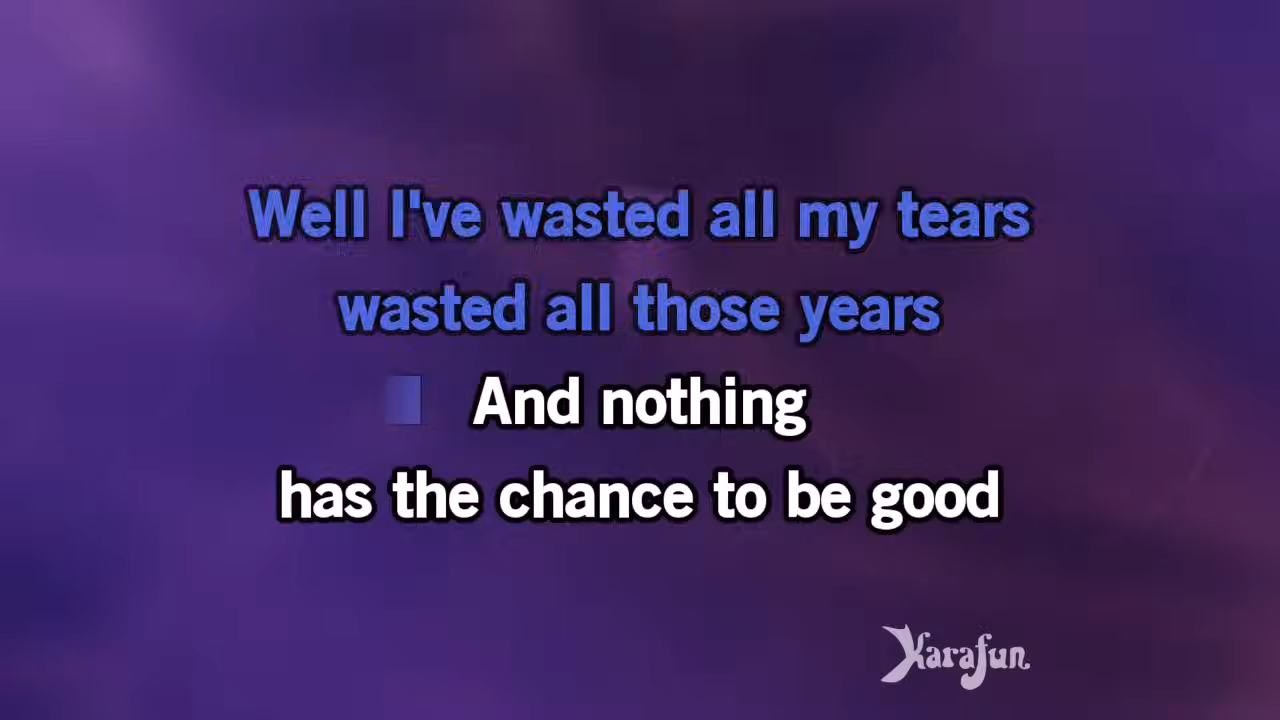 Well I've wasted all my tears
wasted all those years
And nothing
has the chance to be good
Karafun